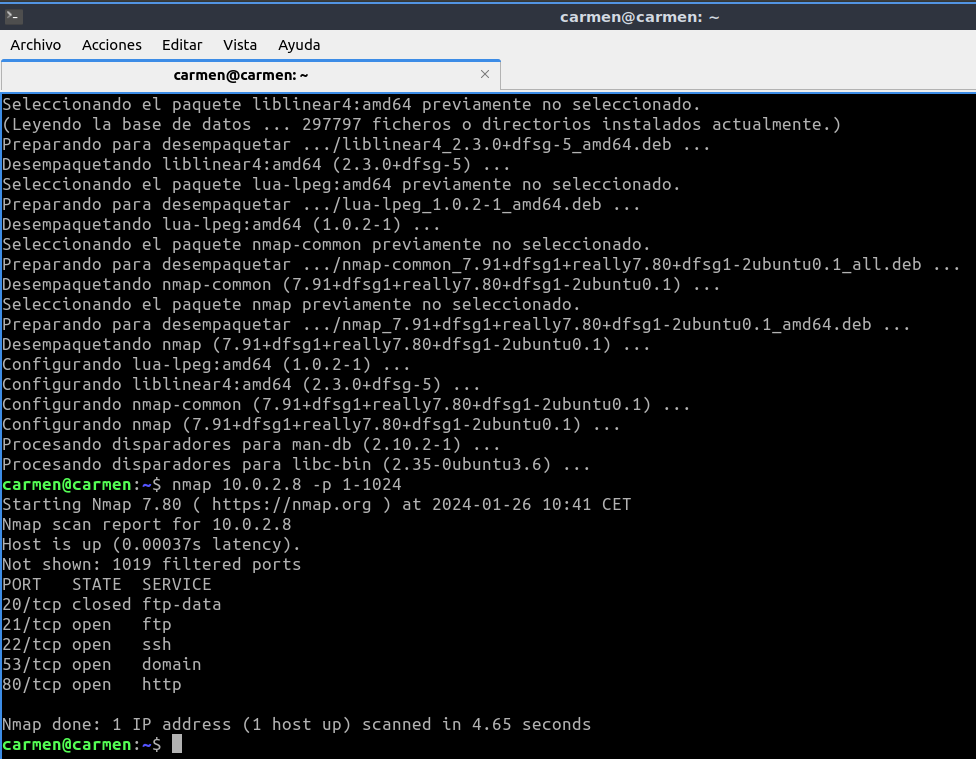 carmen@carmen: ~
Archivo Acciones Editar Vista Ayuda
carmen@carmen: ~ ×
Seleccionando el paquete liblinear4:amd64 previamente no seleccionado.
(Leyendo la base de datos ... 297797 ficheros o directorios instalados actualmente.)
Preparando para desempaquetar .../liblinear4_2.3.0+dfsg-5_amd64.deb ...
Desempaquetando liblinear4:amd64 (2.3.0+dfsg-5) ...
Seleccionando el paquete lua-lpeg:amd64 previamente no seleccionado.
Preparando para desempaquetar .../lua-lpeg_1.0.2-1_amd64.deb ...
Desempaquetando lua-lpeg:amd64 (1.0.2-1) ...
Seleccionando el paquete nmap-common previamente no seleccionado.
Preparando para desempaquetar .../nmap-common_7.91+dfsg1+really7.80+dfsg1-2ubuntu0.1_all.deb ...
Desempaquetando nmap-common (7.91+dfsg1+really7.80+dfsg1-2ubuntu0.1) ...
Seleccionando el paquete nmap previamente no seleccionado.
Preparando para desempaquetar .../nmap_7.91+dfsg1+really7.80+dfsg1-2ubuntu0.1_amd64.deb ...
Desempaquetando nmap (7.91+dfsg1+really7.80+dfsg1-2ubuntu0.1) ...
Configurando lua-lpeg:amd64 (1.0.2-1) ...
Configurando liblinear4:amd64 (2.3.0+dfsg-5) ...
Configurando nmap-common (7.91+dfsg1+really7.80+dfsg1-2ubuntu0.1) ...
Configurando nmap (7.91+dfsg1+really7.80+dfsg1-2ubuntu0.1) ...
Procesando disparadores para man-db (2.10.2-1) ...
Procesando disparadores para libc-bin (2.35-0ubuntu3.6) ...
carmen@carmen:~$ nmap 10.0.2.8 -p 1-1024
Starting Nmap 7.80 ( https://nmap.org ) at 2024-01-26 10:41 CET
Nmap scan report for 10.0.2.8
Host is up (0.00037s latency).
Not shown: 1019 filtered ports
PORT   STATE  SERVICE
20/tcp closed ftp-data
21/tcp open   ftp
22/tcp open   ssh
53/tcp open   domain
80/tcp open   http
Nmap done: 1 IP address (1 host up) scanned in 4.65 seconds
carmen@carmen:~$